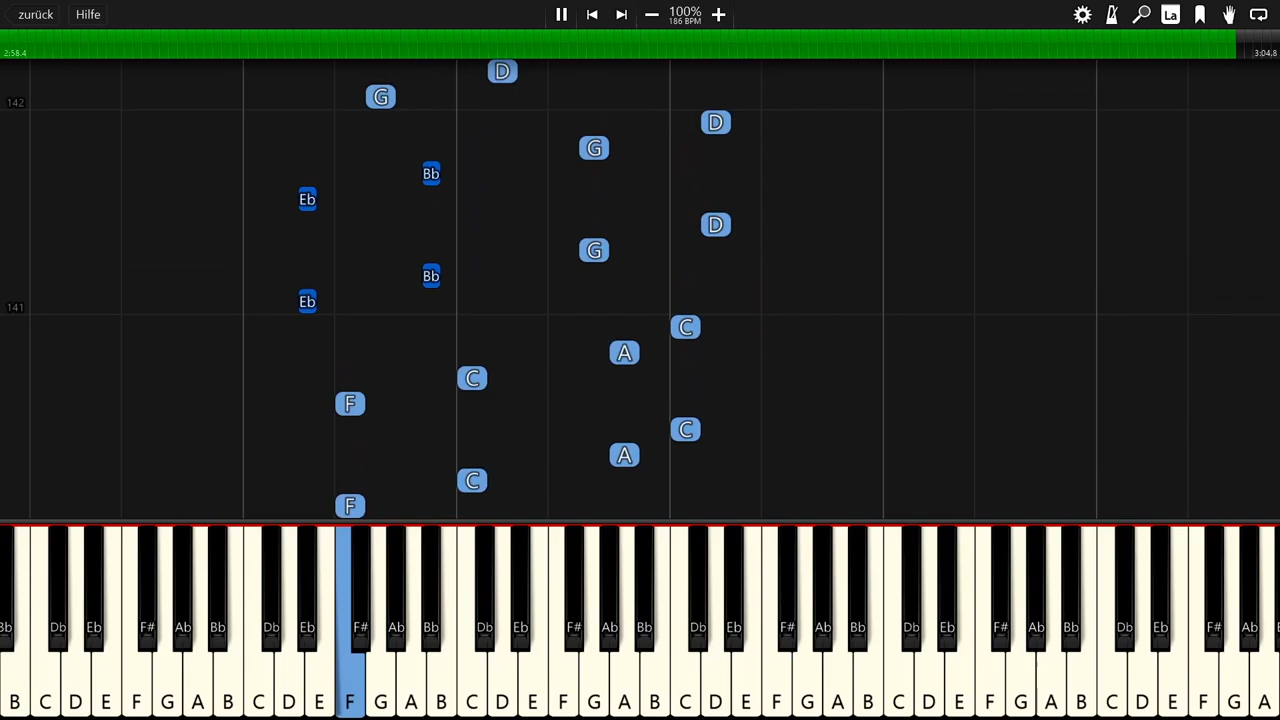 zurück Hilfe 100% 186 BPM La
2:58.4 3:04.8
D
G
142
D
G
Bb
Eb
D
G
Bb
Eb
141
C
A
C
F
C
A
C
F
Db Eb F# Ab Bb Db Eb F# Ab Bb Db Eb F# Ab Bb Db Eb F# Ab Bb Db Eb F# Ab Bb Db Eb F# Ab
B C D E F G A B C D E F G A B C D E F G A B C D E F G A B C D E F G A B C D E F G A